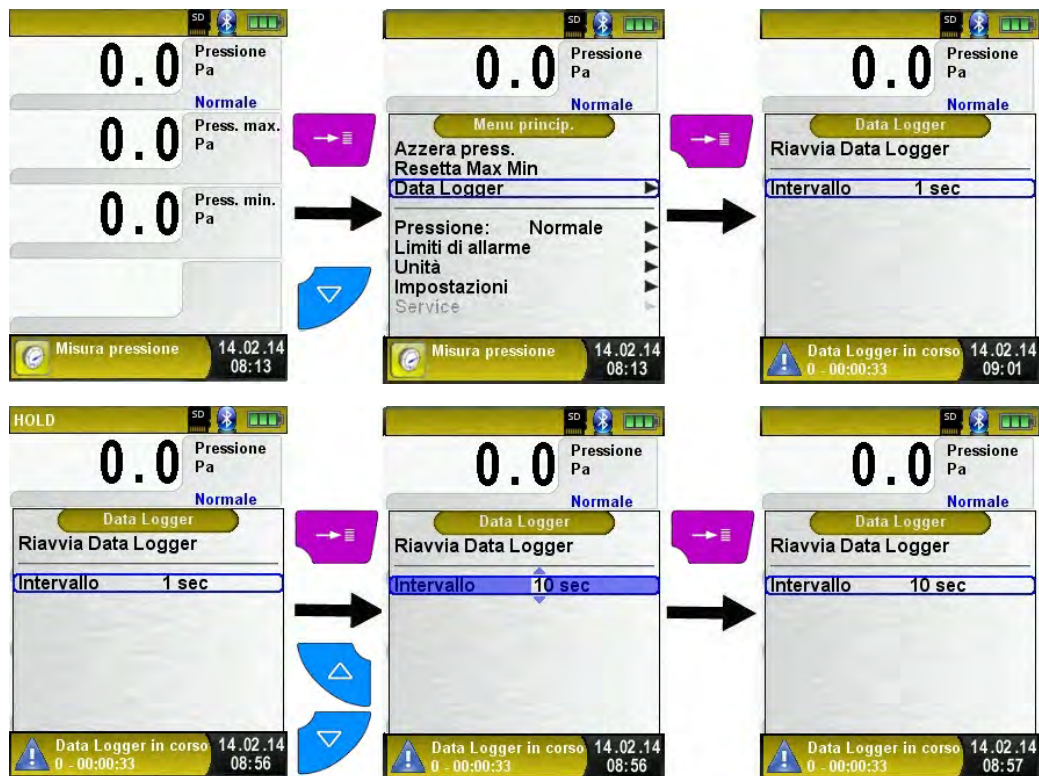 SD
0.0 Pressione
Pa
Normale
0.0 Press. max.
Pa
0.0 Press. min.
Pa
Misura pressione 14.02.14
08:13
SD
0.0 Pressione
Pa
Normale
Menu princip.
Azzera press.
Resetta Max Min
Data Logger
Pressione: Normale
Limiti di allarme
Unità
Impostazioni
Service
Misura pressione 14.02.14
08:13
SD
0.0 Pressione
Pa
Normale
Data Logger
Riavvia Data Logger
Intervallo 1 sec
Data Logger in corso 14.02.14
0 - 00:00:33 09:01
HOLD SD
0.0 Pressione
Pa
Normale
Data Logger
Riavvia Data Logger
Intervallo 1 sec
Data Logger in corso 14.02.14
0 - 00:00:33 08:56
SD
0.0 Pressione
Pa
Normale
Data Logger
Riavvia Data Logger
Intervallo 10 sec
Data Logger in corso 14.02.14
0 - 00:00:33 08:56
SD
0.0 Pressione
Pa
Normale
Data Logger
Riavvia Data Logger
Intervallo 10 sec
Data Logger in corso 14.02.14
0 - 00:00:33 08:57